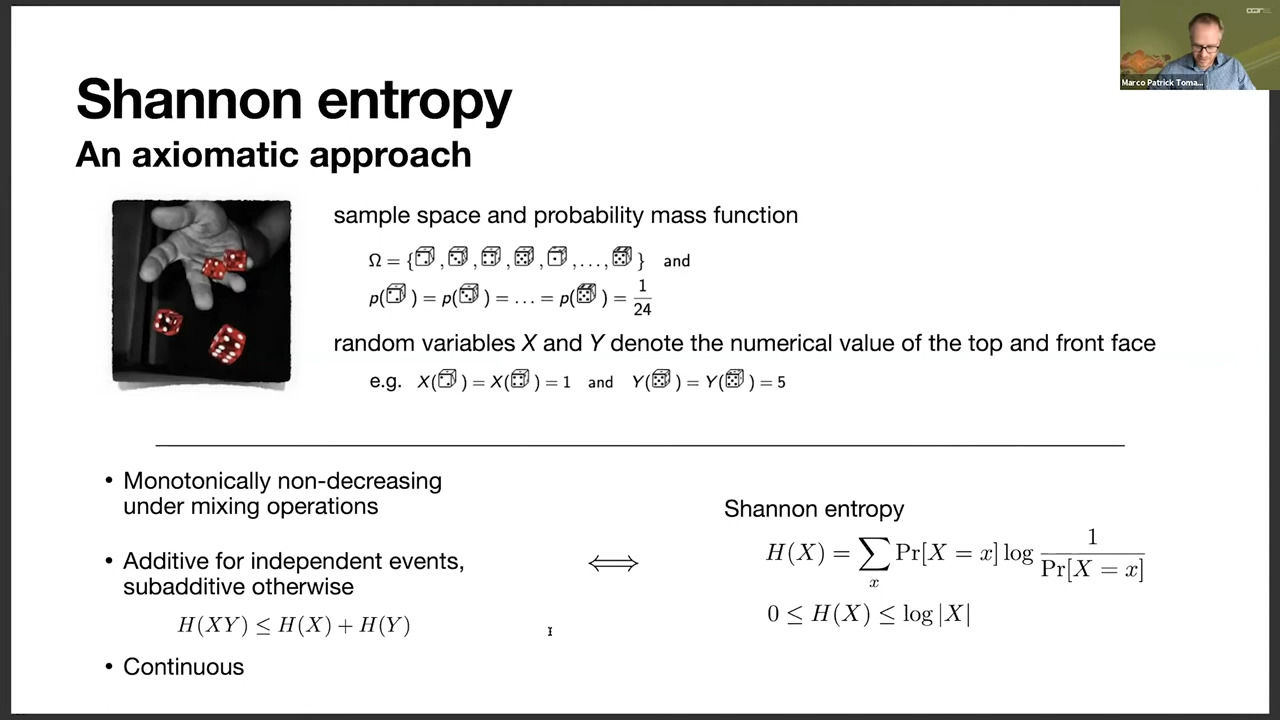 Marco Patrick Toma...
Shannon entropy
An axiomatic approach
sample space and probability mass function
Ω = {⚀, ⚁, ⚃, ⚄, ⚀, ..., ⚅} and
p(⚀) = p(⚁) = ... = p(⚄) = 1/24
random variables X and Y denote the numerical value of the top and front face
e.g. X(⚀) = X(⚃) = 1 and Y(⚄) = Y(⚄) = 5
• Monotonically non-decreasing
under mixing operations
• Additive for independent events,
subadditive otherwise
H(XY) ≤ H(X) + H(Y)
• Continuous
⟺
Shannon entropy
H(X) = ∑_x Pr[X = x] log 1/Pr[X = x]
0 ≤ H(X) ≤ log |X|